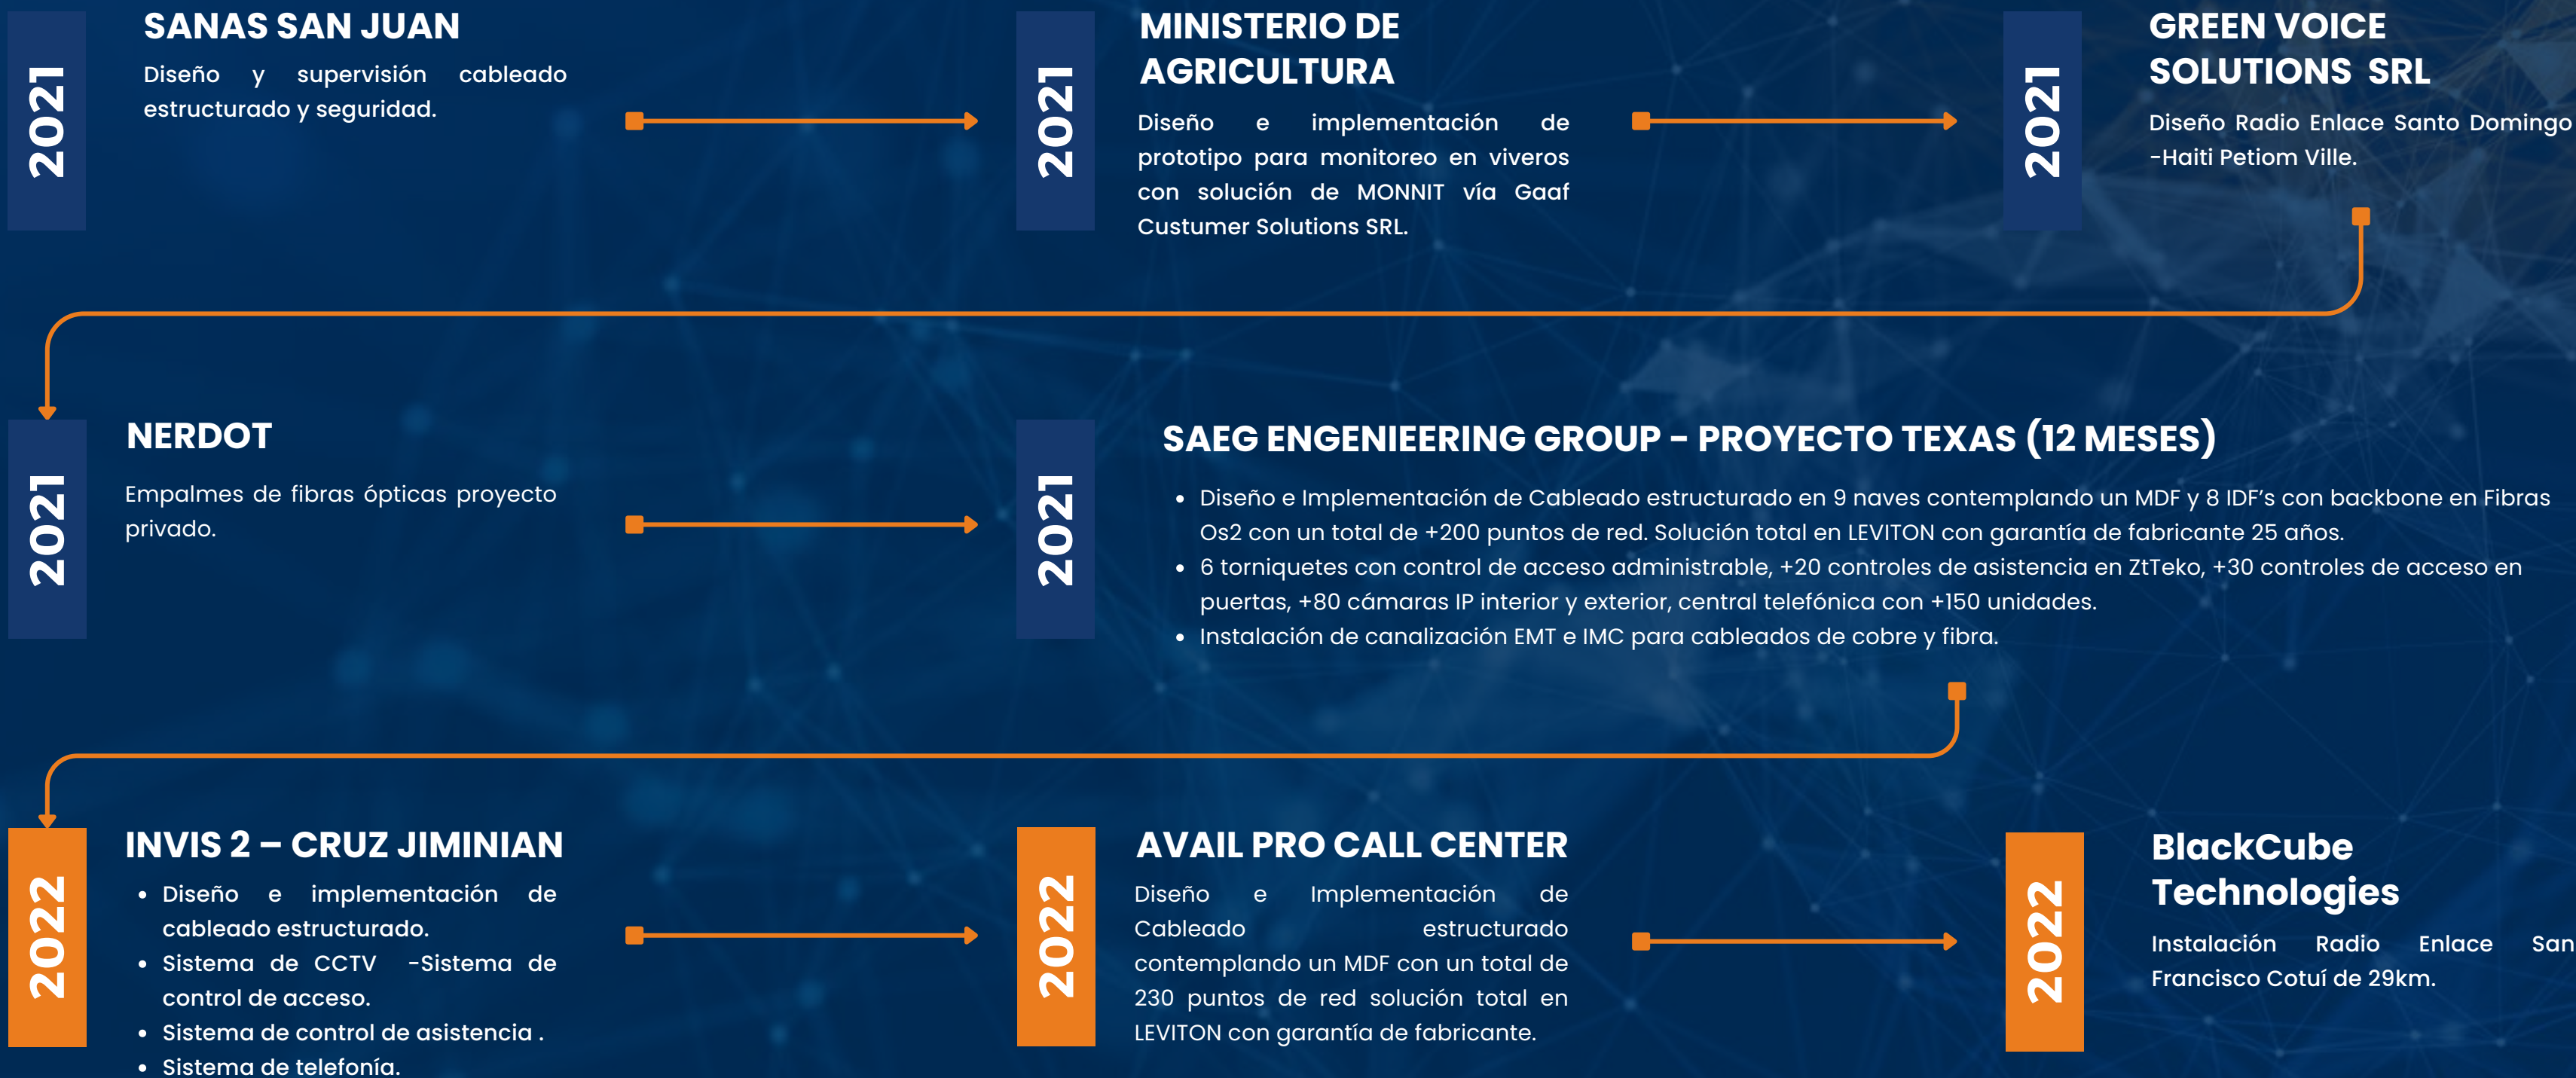 2021
SANAS SAN JUAN
Diseño y supervisión cableado
estructurado y seguridad.
2021
MINISTERIO DE
AGRICULTURA
Diseño e implementación de
prototipo para monitoreo en viveros
con solución de MONNIT vía Gaaf
Custumer Solutions SRL.
2021
GREEN VOICE
SOLUTIONS SRL
Diseño Radio Enlace Santo Domingo
-Haiti Petiom Ville.
2021
NERDOT
Empalmes de fibras ópticas proyecto
privado.
2021
SAEG ENGENIEERING GROUP - PROYECTO TEXAS (12 MESES)
• Diseño e Implementación de Cableado estructurado en 9 naves contemplando un MDF y 8 IDF’s con backbone en Fibras
Os2 con un total de +200 puntos de red. Solución total en LEVITON con garantía de fabricante 25 años.
• 6 torniquetes con control de acceso administrable, +20 controles de asistencia en ZtTeko, +30 controles de acceso en
puertas, +80 cámaras IP interior y exterior, central telefónica con +150 unidades.
• Instalación de canalización EMT e IMC para cableados de cobre y fibra.
2022
INVIS 2 – CRUZ JIMINIAN
• Diseño e implementación de
cableado estructurado.
• Sistema de CCTV -Sistema de
control de acceso.
• Sistema de control de asistencia .
• Sistema de telefonía.
2022
AVAIL PRO CALL CENTER
Diseño e Implementación de
Cableado estructurado
contemplando un MDF con un total de
230 puntos de red solución total en
LEVITON con garantía de fabricante.
2022
BlackCube
Technologies
Instalación Radio Enlace San
Francisco Cotuí de 29km.